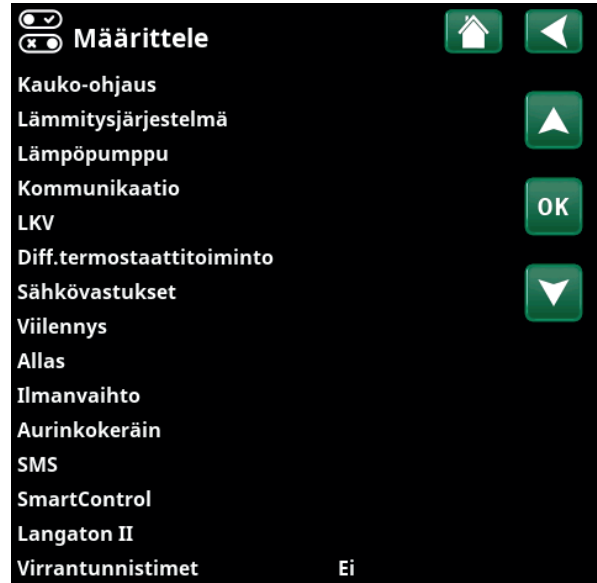 Määrittele
Kauko-ohjaus
Lämmitysjärjestelmä
Lämpöpumppu
Kommunikaatio
OK
LKV
Diff.termostaattitoiminto
Sähkövastukset
Viilennys
Allas
Ilmanvaihto
Aurinkokeräin
SMS
SmartControl
Langaton II
Virrantunnistimet Ei